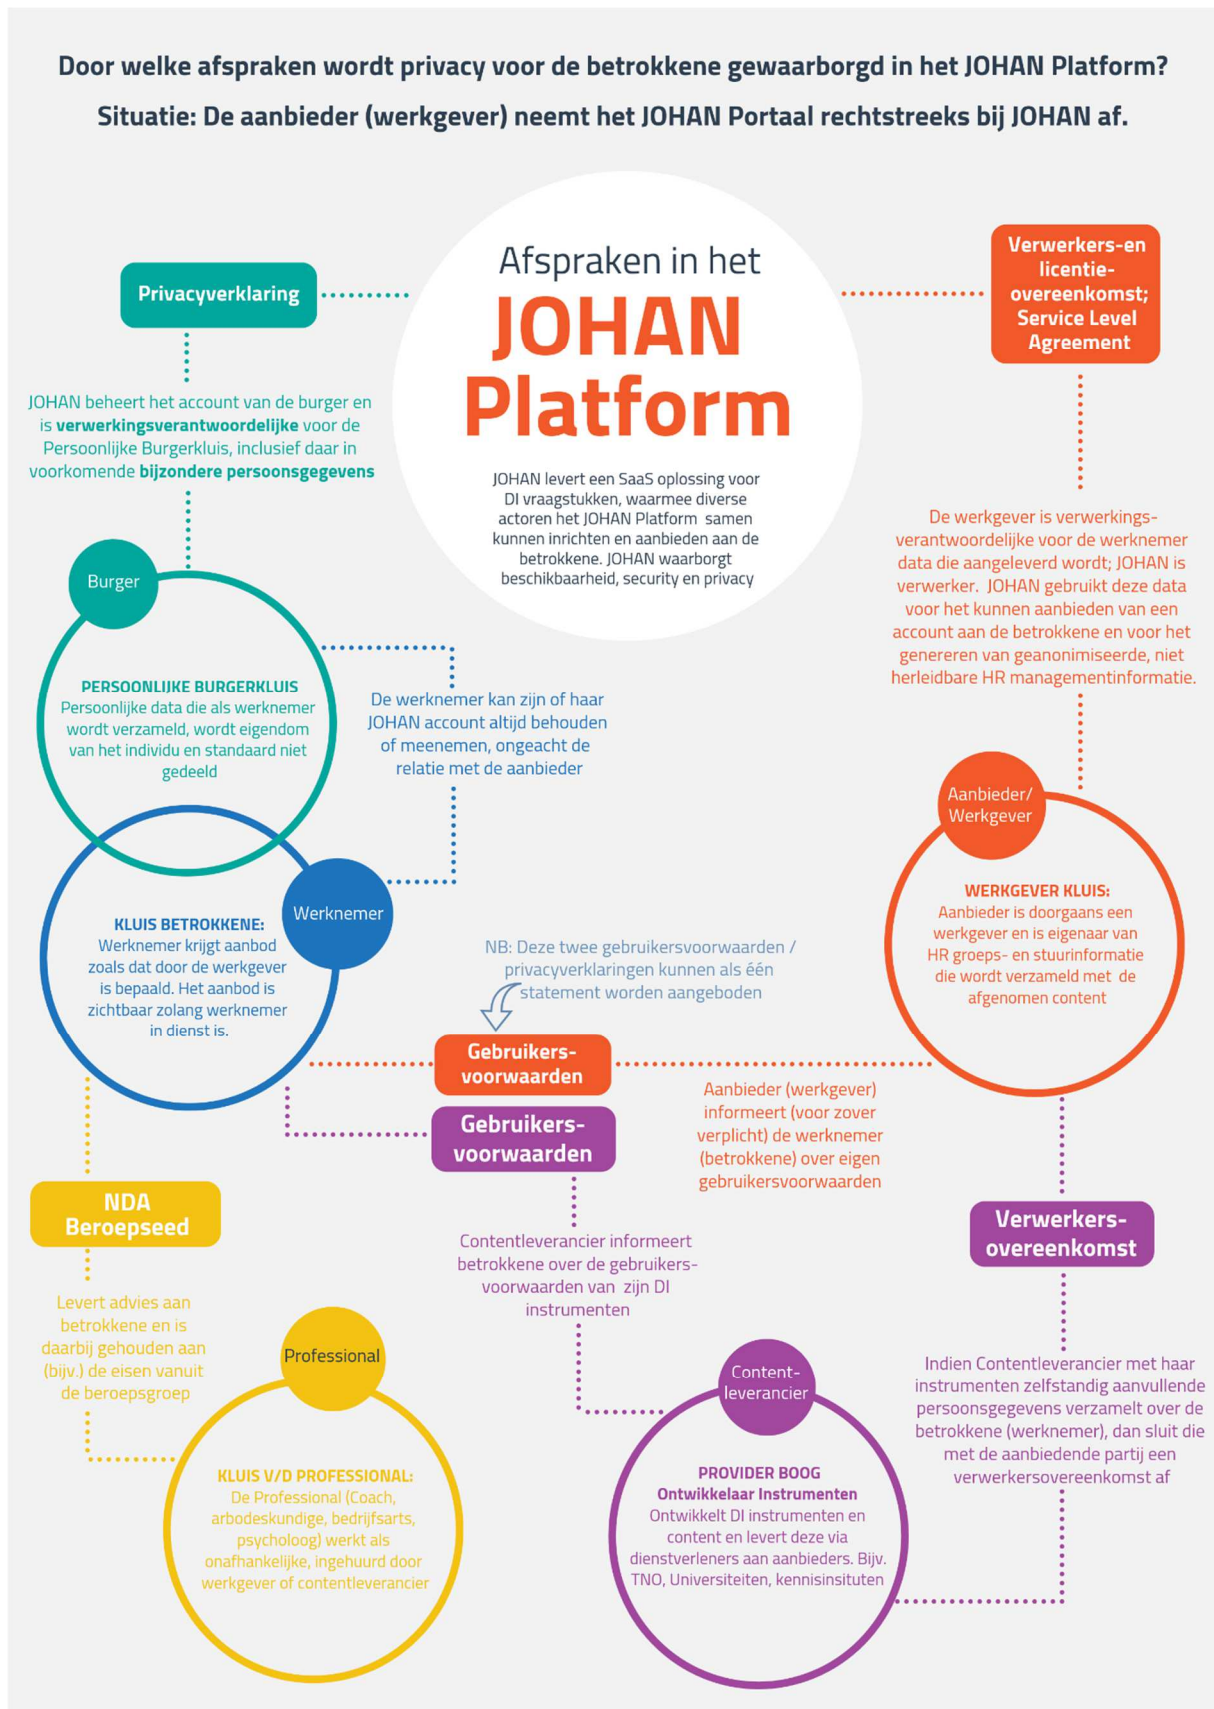 Door welke afspraken wordt privacy voor de betrokkene gewaarborgd in het JOHAN Platform?
Situatie: De aanbieder (werkgever) neemt het JOHAN Portaal rechtstreeks bij JOHAN af.
Afspraken in het
JOHAN
Platform
JOHAN levert een SaaS oplossing voor
DI vraagstukken, waarmee diverse
actoren het JOHAN Platform samen
kunnen inrichten en aanbieden aan de
betrokkene. JOHAN waarborgt
beschikbaarheid, security en privacy
Privacyverklaring
JOHAN beheert het account van de burger en
is verwerkingsverantwoordelijke voor de
Persoonlijke Burgerkluis, inclusief daar in
voorkomende bijzondere persoonsgegevens
Verwerkers-en
licentie-
overeenkomst;
Service Level
Agreement
De werkgever is verwerkings-
verantwoordelijke voor de werknemer
data die aangeleverd wordt; JOHAN is
verwerker. JOHAN gebruikt deze data
voor het kunnen aanbieden van een
account aan de betrokkene en voor het
genereren van geanonimiseerde, niet
herleidbare HR managementinformatie.
Burger
PERSOONLIJKE BURGERKLUIS
Persoonlijke data die als werknemer
wordt verzameld, wordt eigendom
van het individu en standaard niet
gedeeld
De werknemer kan zijn of haar
JOHAN account altijd behouden
of meenemen, ongeacht de
relatie met de aanbieder
Werknemer
KLUIS BETROKKENE:
Werknemer krijgt aanbod
zoals dat door de werkgever
is bepaald. Het aanbod is
zichtbaar zolang werknemer
in dienst is.
Aanbieder/
Werkgever
WERKGEVER KLUIS:
Aanbieder is doorgaans een
werkgever en is eigenaar van
HR groeps- en stuurinformatie
die wordt verzameld met de
afgenomen content
NB: Deze twee gebruikersvoorwaarden /
privacyverklaringen kunnen als één
statement worden aangeboden
Gebruikers-
voorwaarden
Gebruikers-
voorwaarden
Aanbieder (werkgever)
informeert (voor zover
verplicht) de werknemer
(betrokkene) over eigen
gebruikersvoorwaarden
NDA
Beroepseed
Levert advies aan
betrokkene en is
daarbij gehouden aan
(bijv.) de eisen vanuit
de beroepsgroep
Contentleverancier informeert
betrokkene over de gebruikers-
voorwaarden van zijn DI
instrumenten
Verwerkers-
overeenkomst
Indien Contentleverancier met haar
instrumenten zelfstandig aanvullende
persoonsgegevens verzamelt over de
betrokkene (werknemer), dan sluit die
met de aanbiedende partij een
verwerkersovereenkomst af
Professional
KLUIS V/D PROFESSIONAL:
De Professional (Coach,
arbodeskundige, bedrijfsarts,
psycholoog) werkt als
onafhankelijke, ingehuurd door
werkgever of contentleverancier
Content-
leverancier
PROVIDER BOOG
Ontwikkelaar Instrumenten
Ontwikkelt DI instrumenten en
content en levert deze via
dienstverleners aan aanbieders. Bijv.
TNO, Universiteiten, kennisinsituten